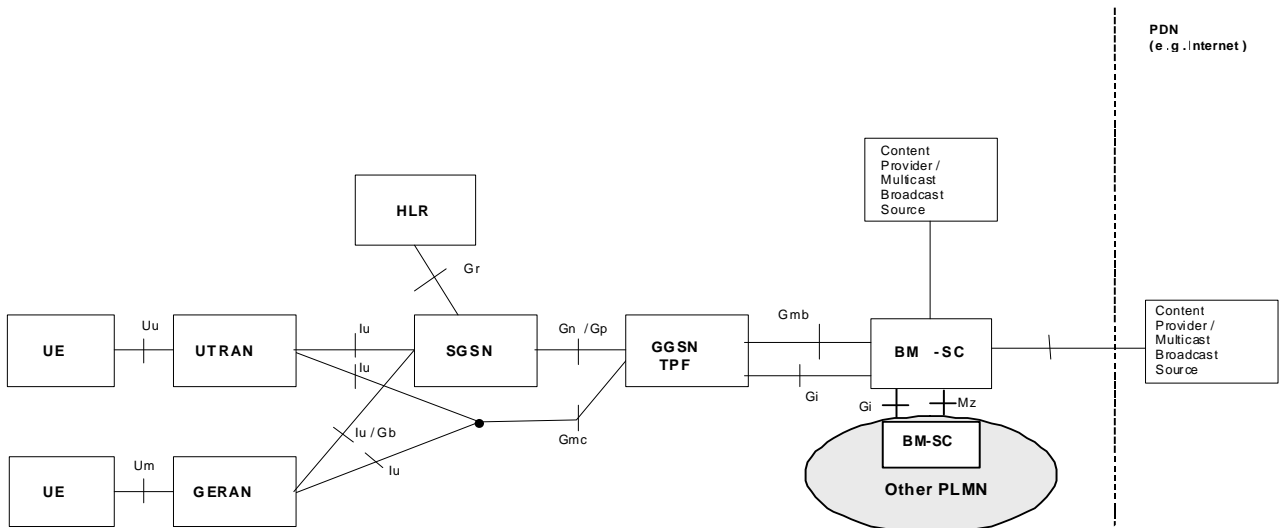 PDN
(e.g.Internet)
Content
Provider /
Multicast
Broadcast
Source
HLR
Gr
Gmb
Content
Provider /
Multicast
Broadcast
Source
Uu
Iu
Gn /Gp
UE
UTRAN
SGSN
GGSN
TPF
BM -SC
Iu
Gi
Gi
Mz
Iu/Gb
Gmc
BM-SC
Um
Iu
UE
GERAN
Other PLMN